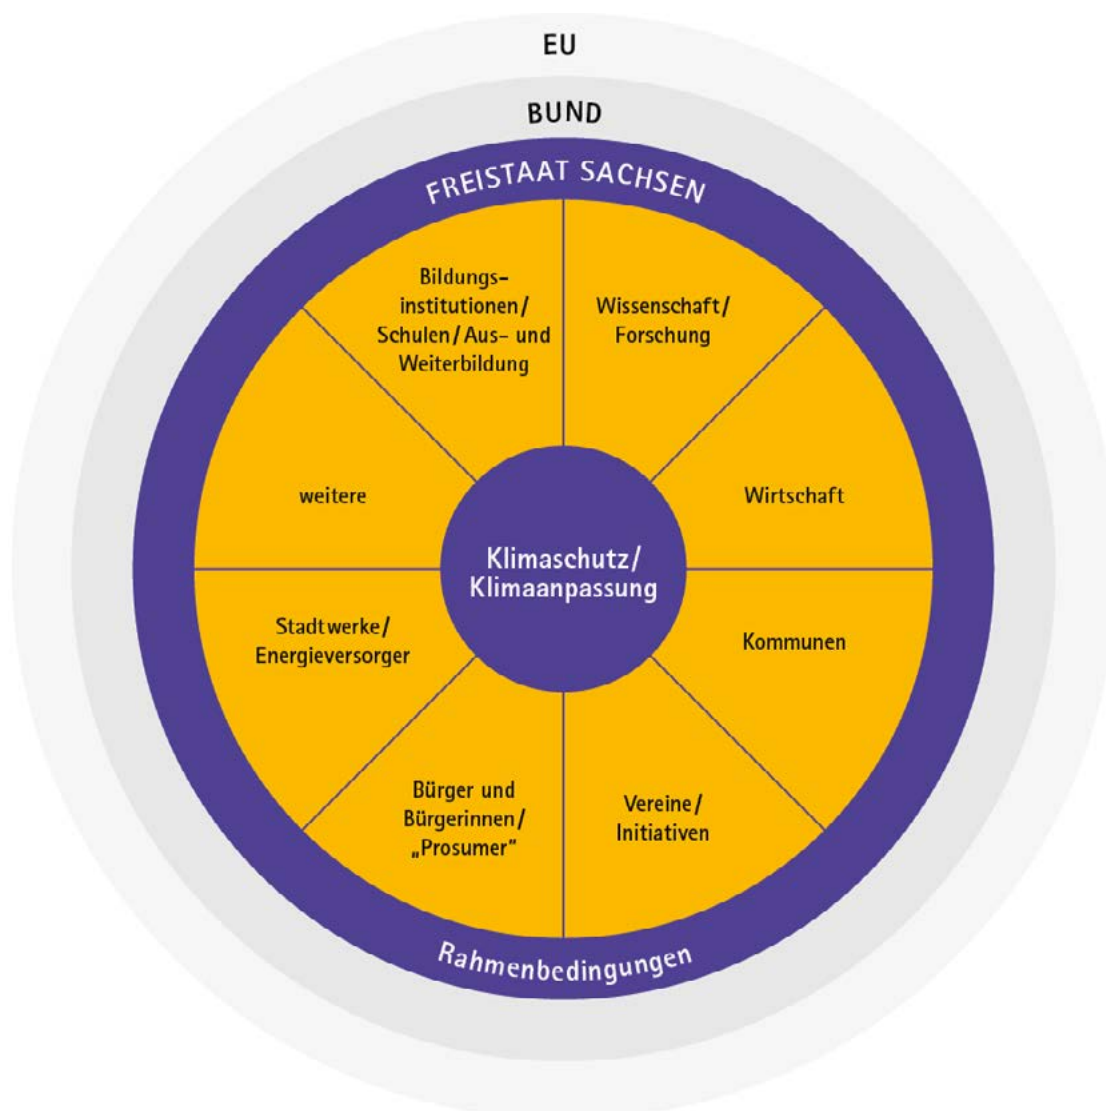 EU
BUND
FREISTAAT SACHSEN
Bildungs-
institutionen/
Schulen/Aus- und
Weiterbildung
Wissenschaft/
Forschung
weitere
Wirtschaft
Klimaschutz/
Klimaanpassung
Stadtwerke/
Energieversorger
Kommunen
Bürger und
Bürgerinnen/
„Prosumer“
Vereine/
Initiativen
Rahmenbedingungen